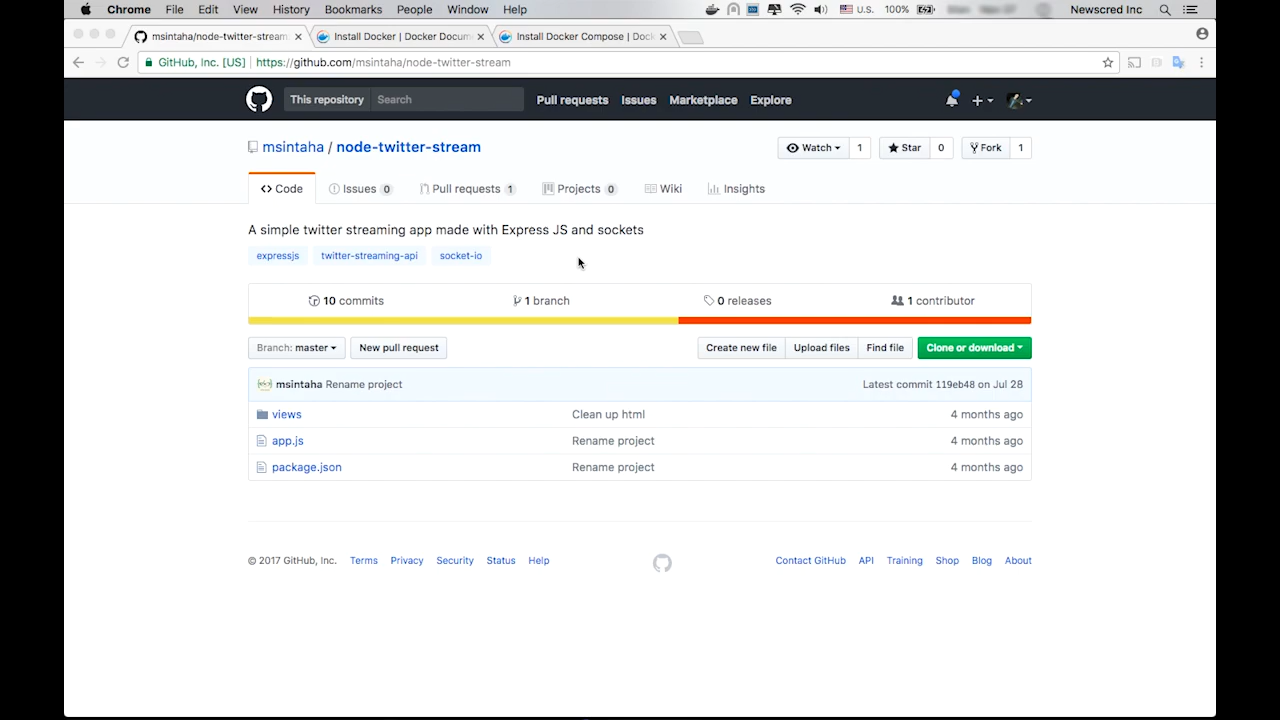 Chrome File Edit View History Bookmarks People Window Help U.S. 100% Newscred Inc
msintaha/node-twitter-stream: Install Docker | Docker Docum Install Docker Compose | Dock
GitHub, Inc. [US] https://github.com/msintaha/node-twitter-stream
This repository Search Pull requests Issues Marketplace Explore
msintaha / node-twitter-stream Watch 1 Star 0 Fork 1
Code Issues 0 Pull requests 1 Projects 0 Wiki Insights
A simple twitter streaming app made with Express JS and sockets
expressjs twitter-streaming-api socket-io
10 commits 1 branch 0 releases 1 contributor
Branch: master New pull request Create new file Upload files Find file Clone or download
msintaha Rename project Latest commit 119eb48 on Jul 28
views Clean up html 4 months ago
app.js Rename project 4 months ago
package.json Rename project 4 months ago
© 2017 GitHub, Inc. Terms Privacy Security Status Help Contact GitHub API Training Shop Blog About